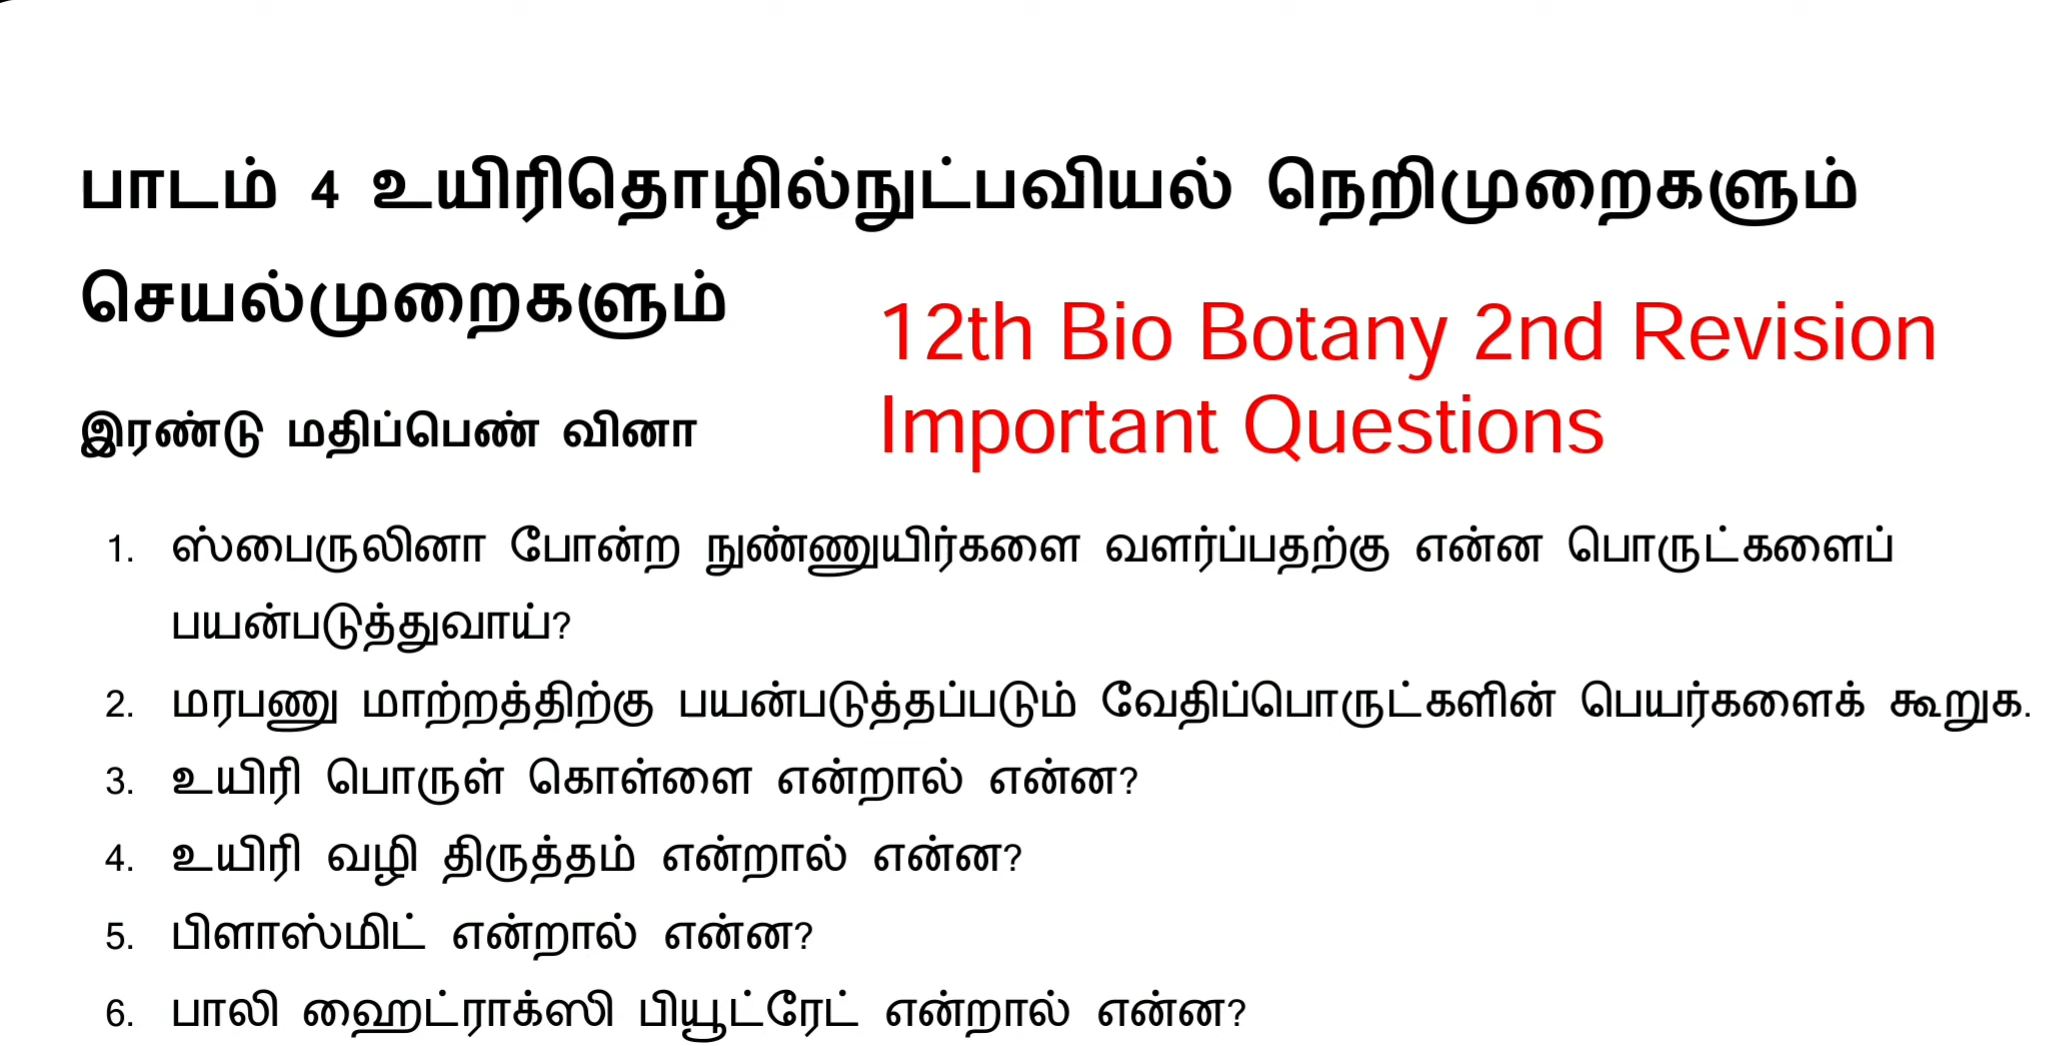 பாடம் 4 உயிரிதொழில்நுட்பவியல் நெறிமுறைகளும்
செயல்முறைகளும்
12th Bio Botany 2nd Revision
Important Questions
இரண்டு மதிப்பெண் வினா
1. ஸ்பைருலினா போன்ற நுண்ணுயிர்களை வளர்ப்பதற்கு என்ன பொருட்களைப்
பயன்படுத்துவாய்?
2. மரபணு மாற்றத்திற்கு பயன்படுத்தப்படும் வேதிப்பொருட்களின் பெயர்களைக் கூறுக.
3. உயிரி பொருள் கொள்ளை என்றால் என்ன?
4. உயிரி வழி திருத்தம் என்றால் என்ன?
5. பிளாஸ்மிட் என்றால் என்ன?
6. பாலி ஹைட்ராக்ஸி பியூட்ரேட் என்றால் என்ன?